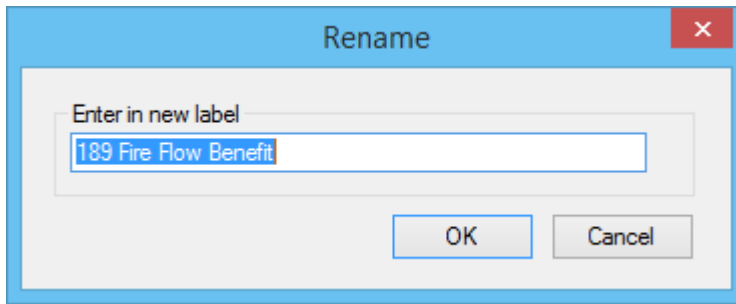 Rename
Enter in new label
189 Fire Flow Benefit
OK
Cancel